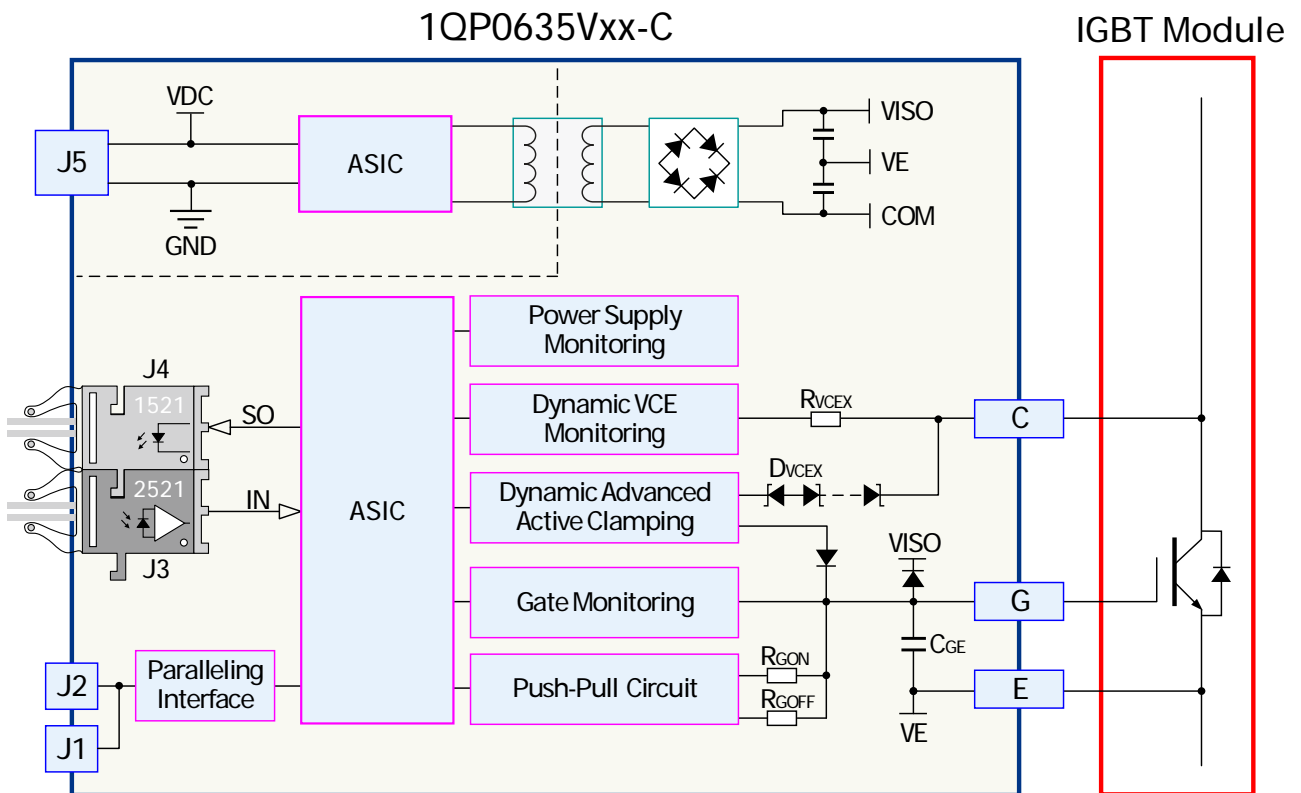 1QP0635Vxx-C
IGBT Module
VDC
J5
ASIC
GND
VISO
VE
COM
Power Supply
Monitoring
J4
1521
SO
Dynamic VCE
Monitoring
RVCEX
C
2521
IN
J3
ASIC
Dynamic Advanced
Active Clamping
DVCEX
VISO
Gate Monitoring
G
CGE
J2
Paralleling
Interface
Push-Pull Circuit
RGON
RGOFF
E
VE
J1